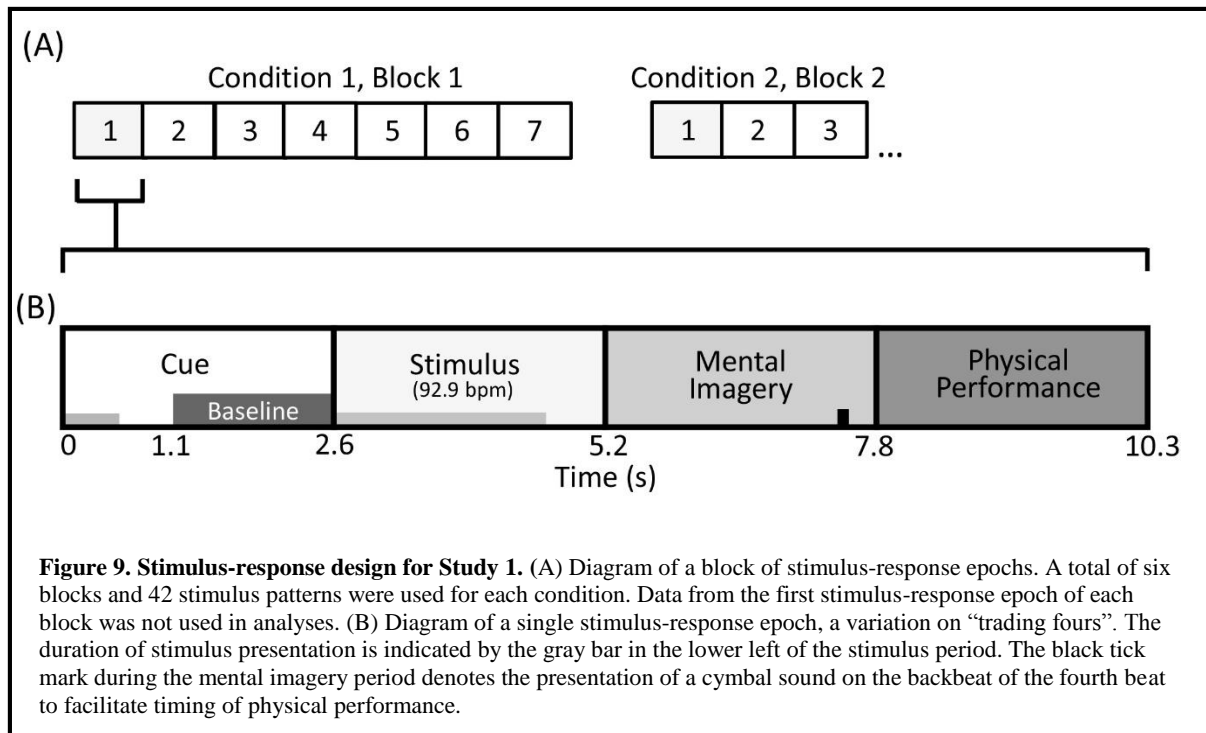 (A)
Condition 1, Block 1
Condition 2, Block 2
1 2 3 4 5 6 7
1 2 3 ...
(B)
Cue
Baseline
Stimulus
(92.9 bpm)
Mental
Imagery
Physical
Performance
0 1.1 2.6 5.2 7.8 10.3
Time (s)
Figure 9. Stimulus-response design for Study 1. (A) Diagram of a block of stimulus-response epochs. A total of six
blocks and 42 stimulus patterns were used for each condition. Data from the first stimulus-response epoch of each
block was not used in analyses. (B) Diagram of a single stimulus-response epoch, a variation on “trading fours”. The
duration of stimulus presentation is indicated by the gray bar in the lower left of the stimulus period. The black tick
mark during the mental imagery period denotes the presentation of a cymbal sound on the backbeat of the fourth beat
to facilitate timing of physical performance.